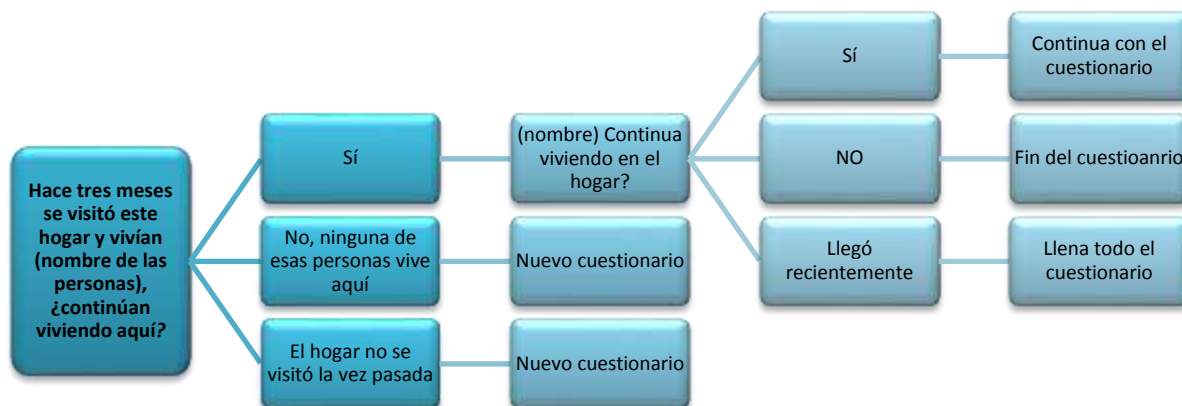 Hace tres meses
se visitó este
hogar y vivían
(nombre de las
personas),
¿continúan
viviendo aquí?
Sí
(nombre) Continua
viviendo en el
hogar?
Sí
Continua con el
cuestionario
NO
Fin del cuestioanrio
Llegó
recientemente
Llena todo el
cuestionario
No, ninguna de
esas personas vive
aquí
Nuevo cuestionario
El hogar no se
visitó la vez pasada
Nuevo cuestionario